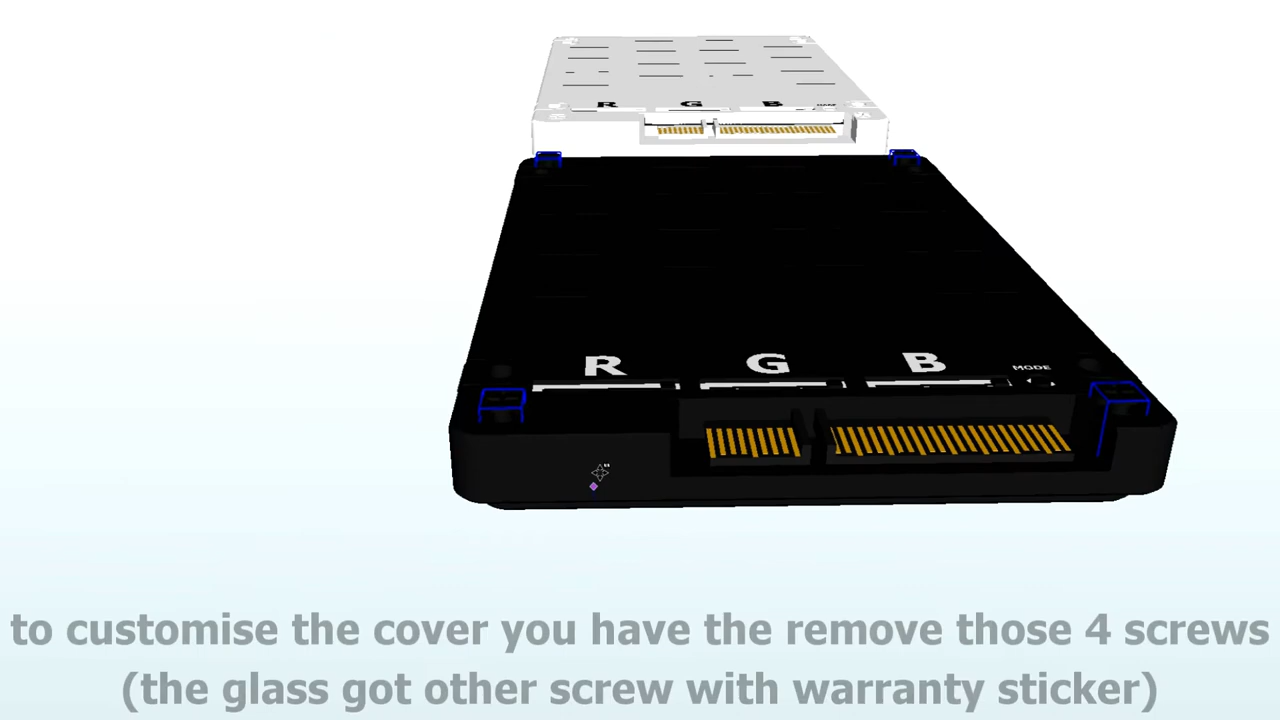 R G B
R G B MODE
to customise the cover you have the remove those 4 screws
(the glass got other screw with warranty sticker)